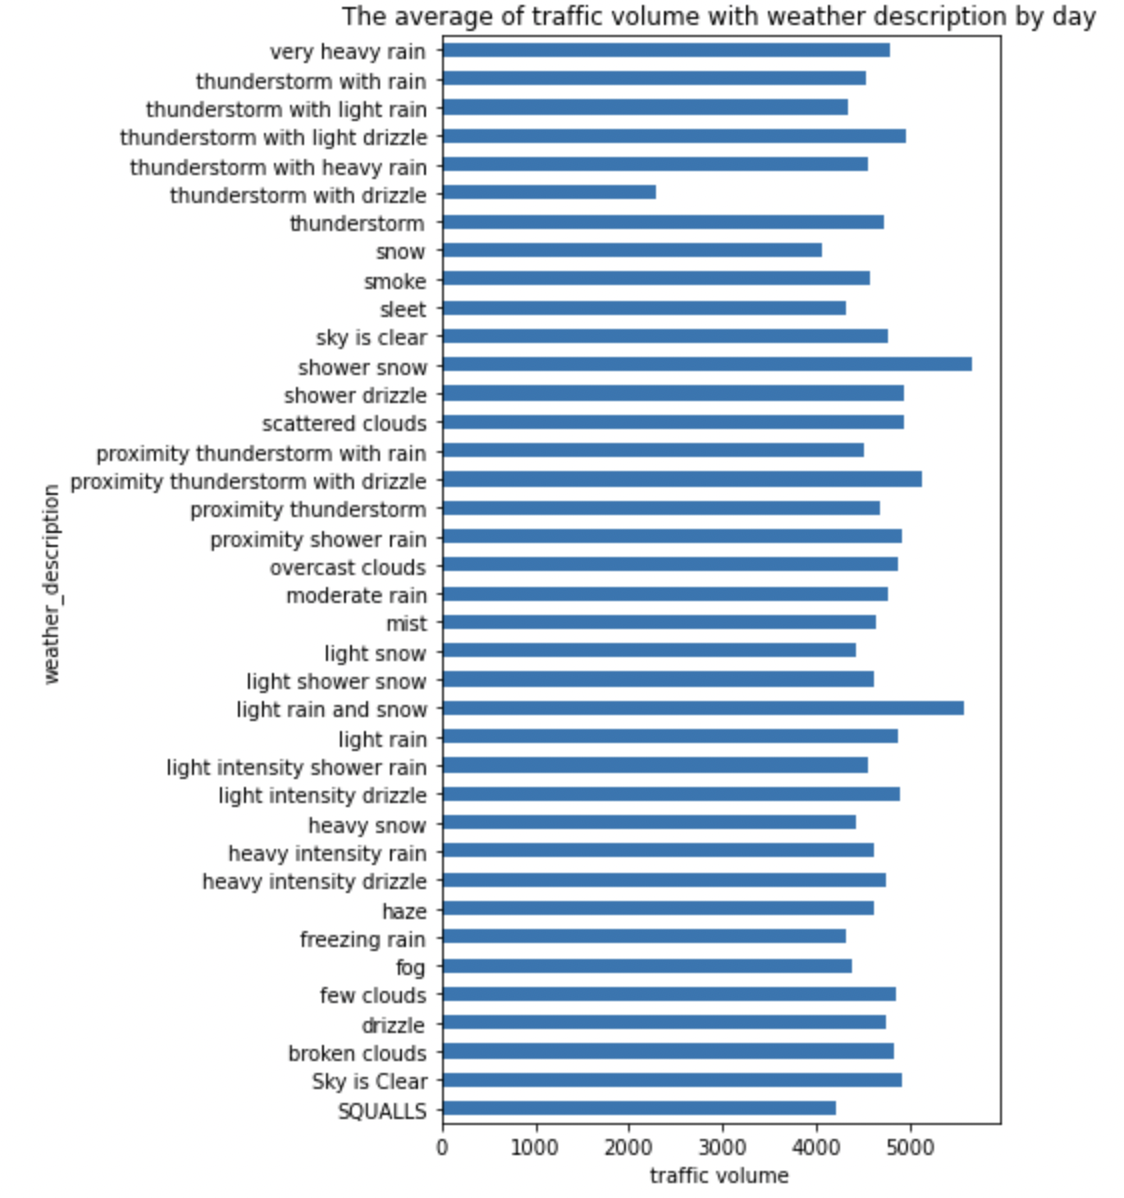 The average of traffic volume with weather description by day
very heavy rain
thunderstorm with rain
thunderstorm with light rain
thunderstorm with light drizzle
thunderstorm with heavy rain
thunderstorm with drizzle
thunderstorm
snow
smoke
sleet
sky is clear
shower snow
shower drizzle
scattered clouds
proximity thunderstorm with rain
proximity thunderstorm with drizzle
proximity thunderstorm
proximity shower rain
overcast clouds
moderate rain
mist
light snow
light shower snow
light rain and snow
light rain
light intensity shower rain
light intensity drizzle
heavy snow
heavy intensity rain
heavy intensity drizzle
haze
freezing rain
fog
few clouds
drizzle
broken clouds
Sky is Clear
SQUALLS
weather_description
0 1000 2000 3000 4000 5000
traffic volume